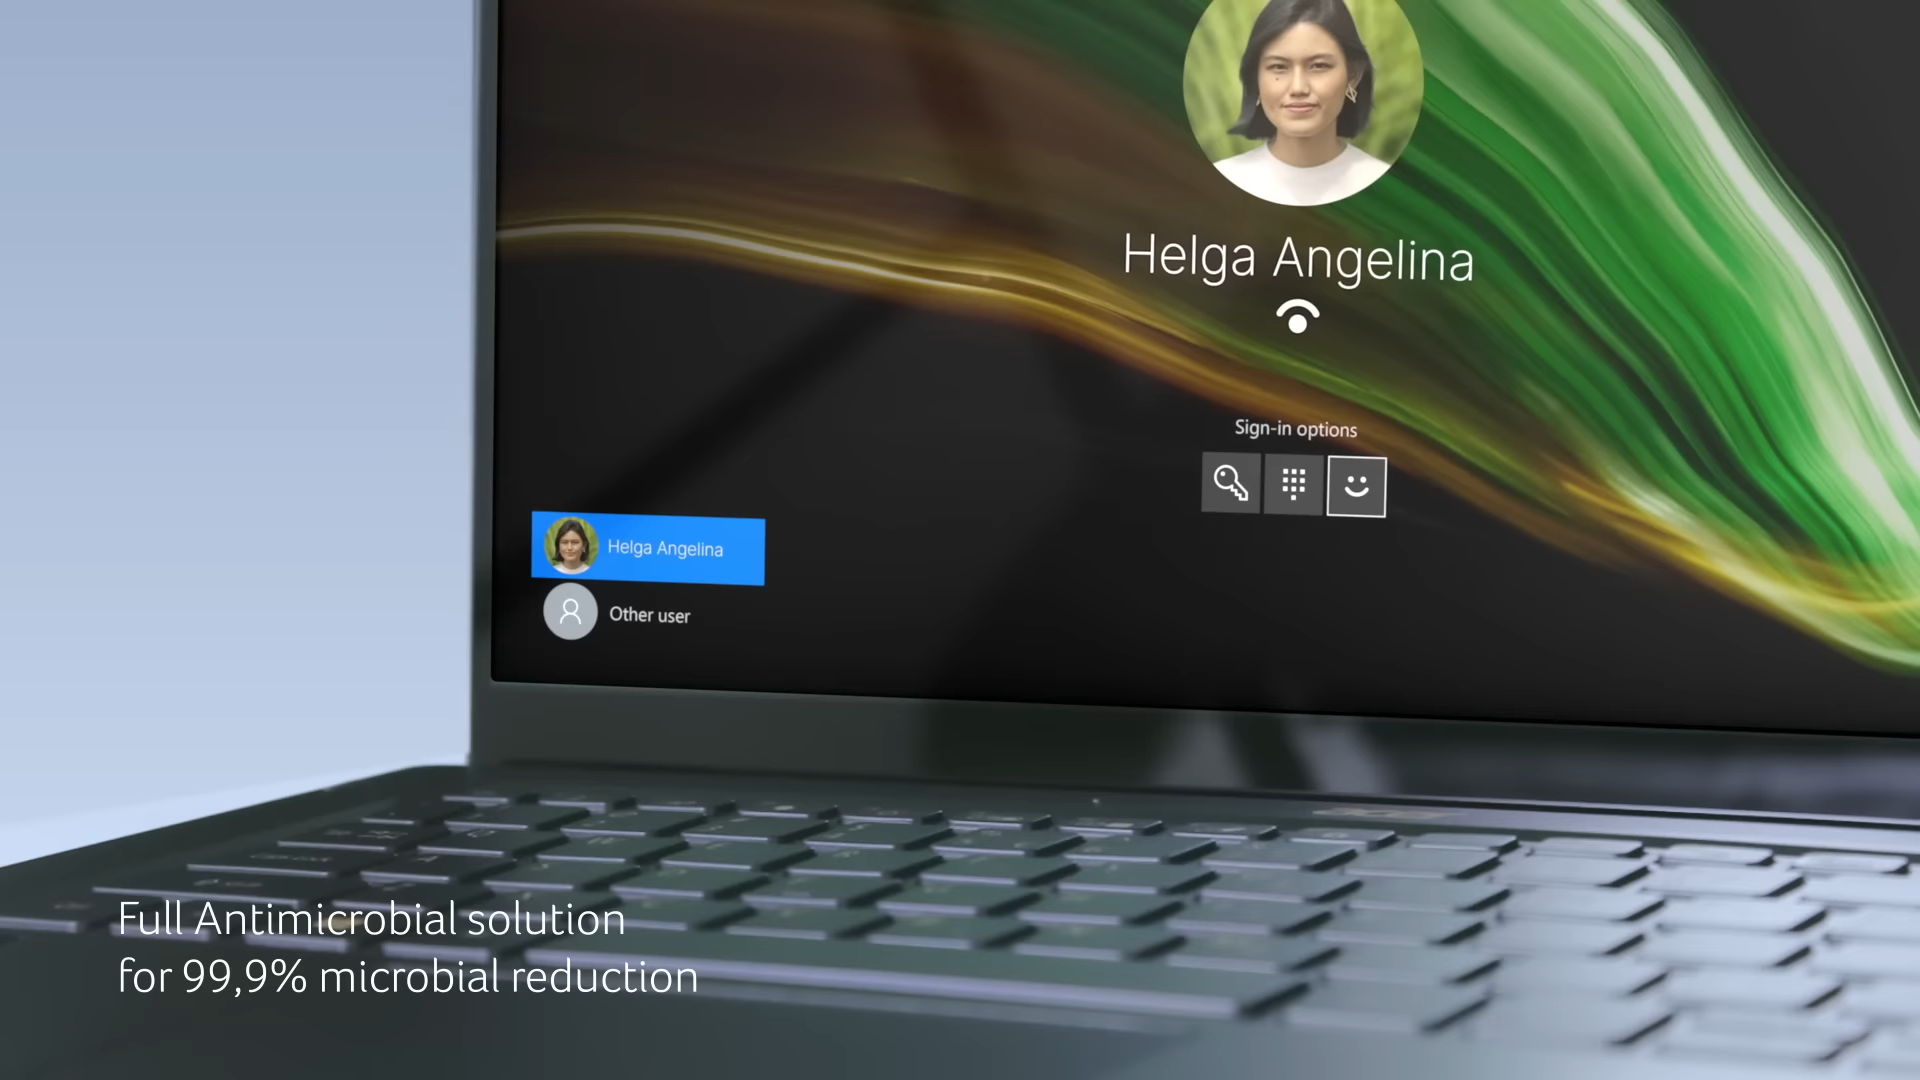 Helga Angelina
Sign-in options
Helga Angelina
Other user
Full Antimicrobial solution
for 99,9% microbial reduction